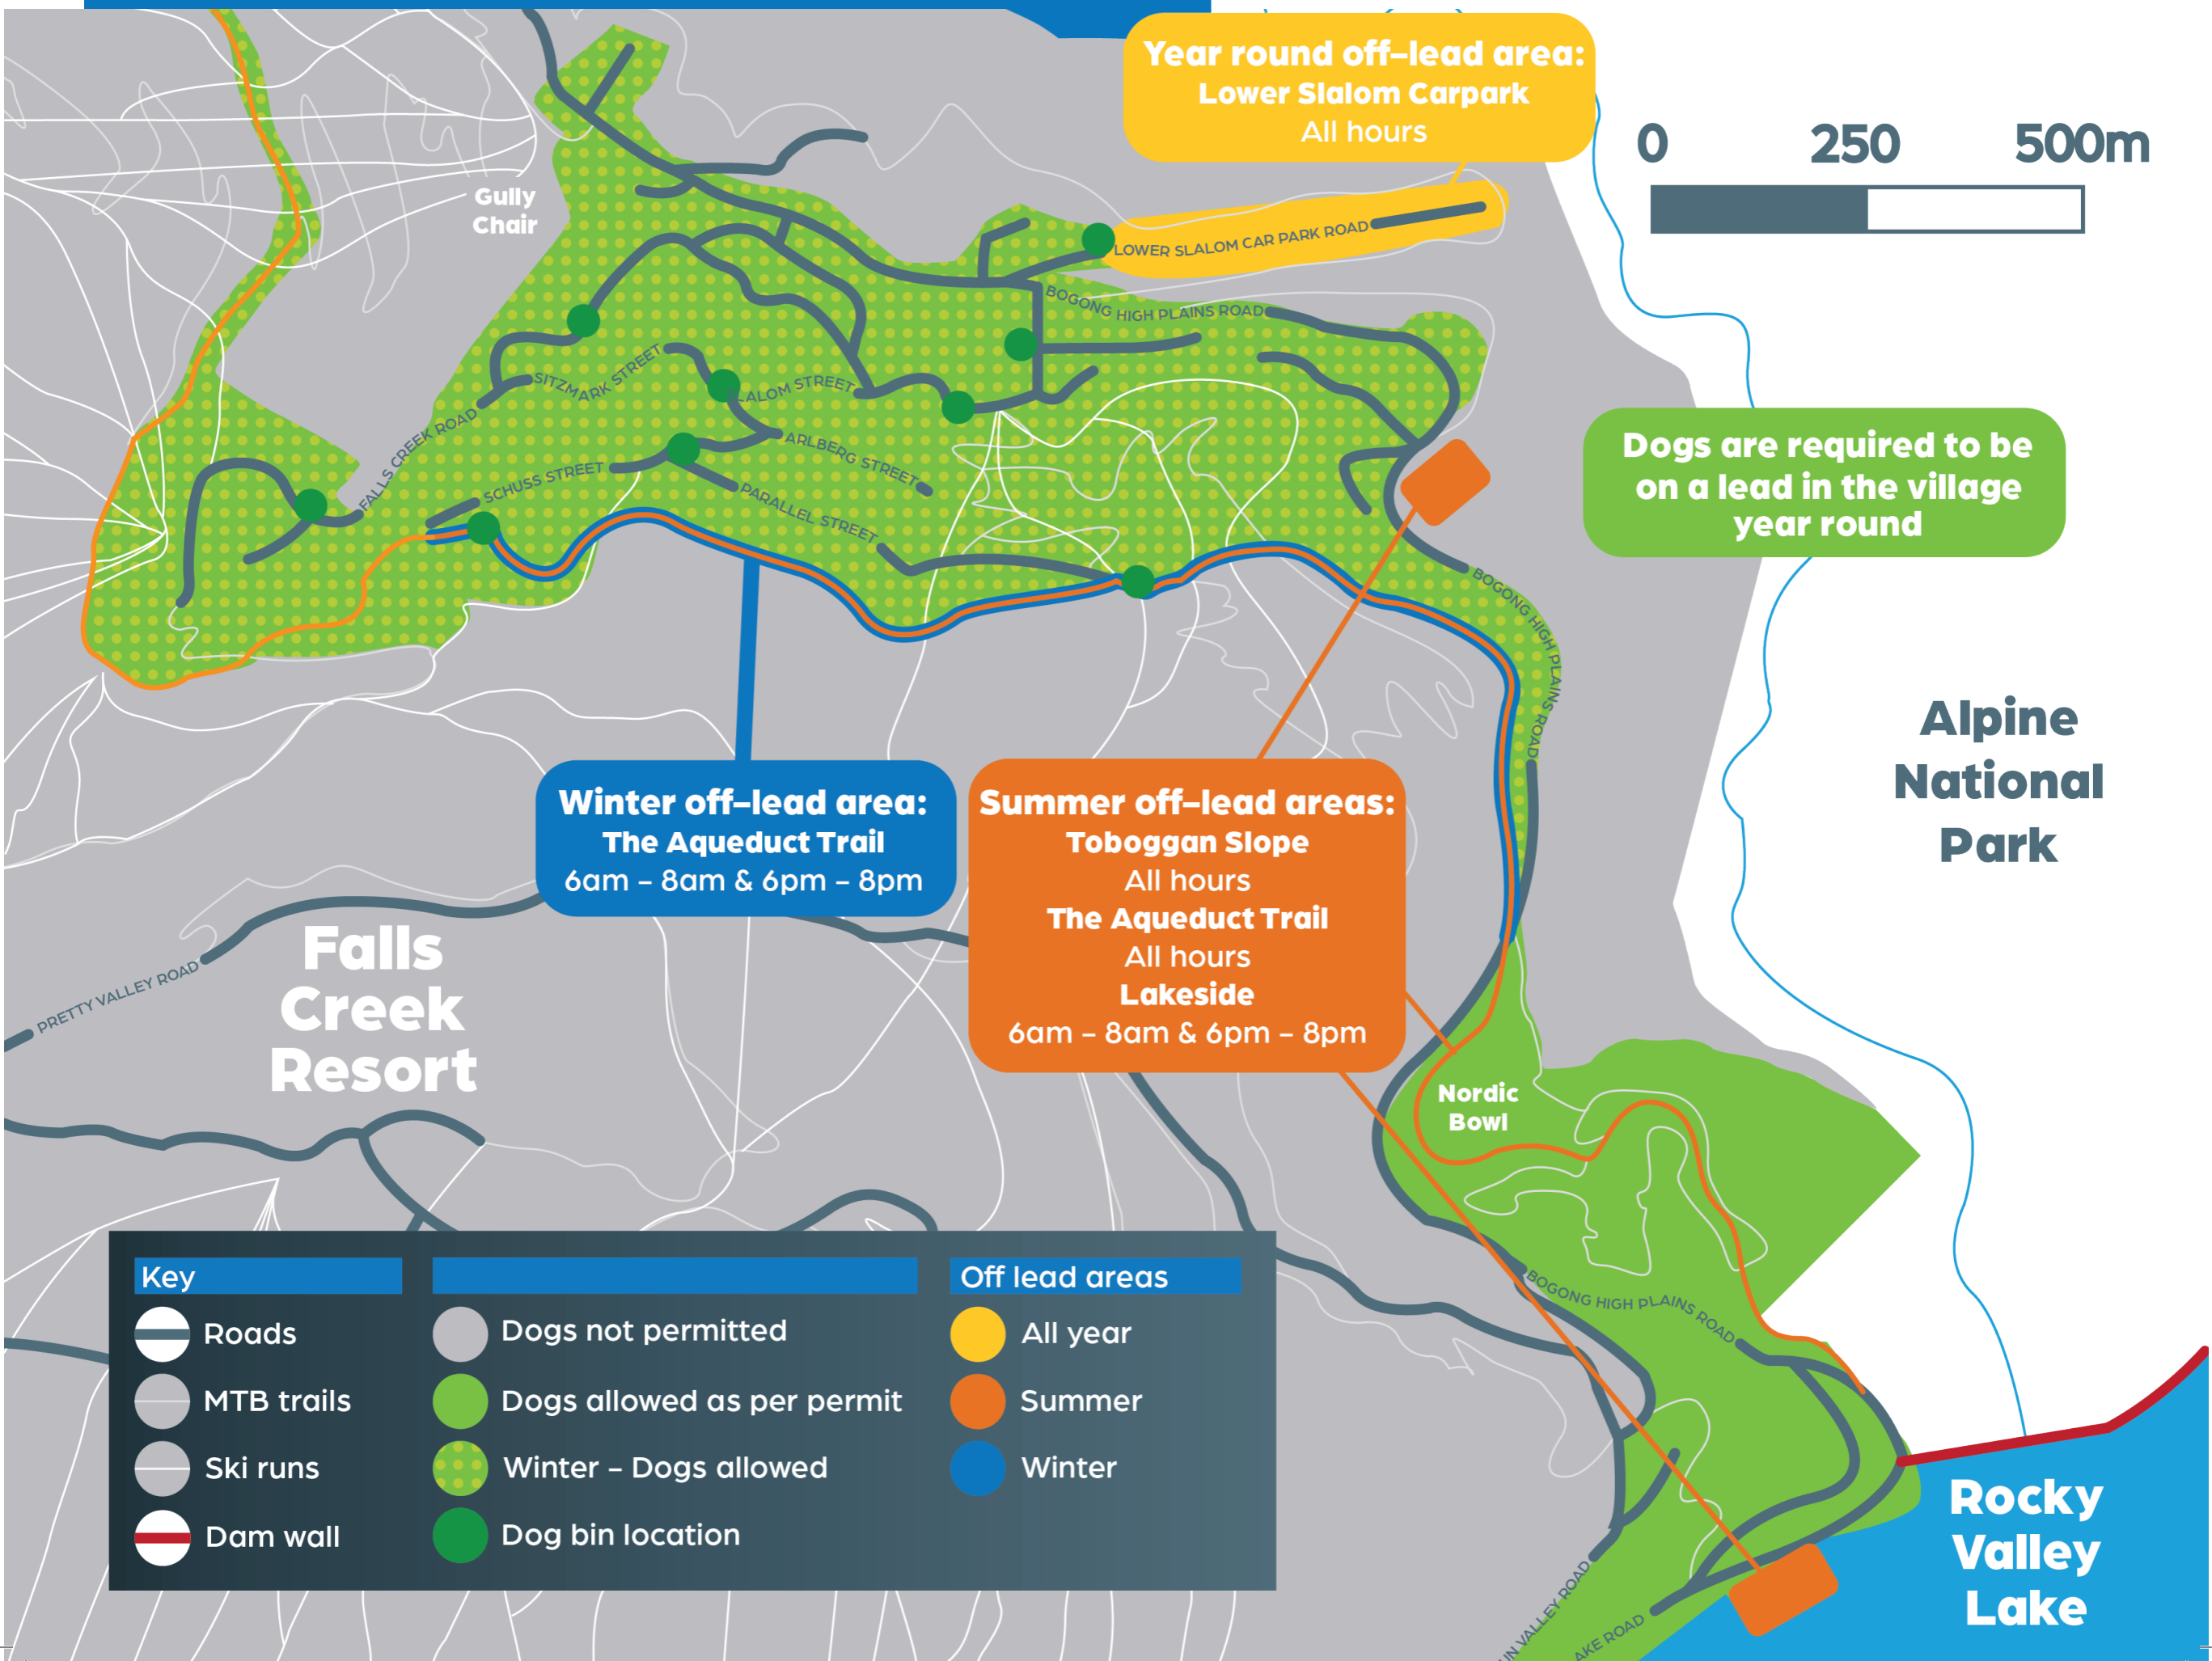 Year round off-lead area:
Lower Slalom Carpark
All hours
0 250 500m
Gully
Chair
LOWER SLALOM CAR PARK ROAD
BOGONG HIGH PLAINS ROAD
SITZMARK STREET
LALOM STREET
FALLS CREEK ROAD
ARLBERG STREET
SCHUSS STREET
PARALLEL STREET
Dogs are required to be
on a lead in the village
year round
BOGONG HIGH PLAINS ROAD
Alpine
National
Park
Winter off-lead area:
The Aqueduct Trail
6am - 8am & 6pm - 8pm
Summer off-lead areas:
Toboggan Slope
All hours
The Aqueduct Trail
All hours
Lakeside
6am - 8am & 6pm - 8pm
Falls
Creek
Resort
PRETTY VALLEY ROAD
Nordic
Bowl
BOGONG HIGH PLAINS ROAD
Key
Roads
MTB trails
Ski runs
Dam wall
Dogs not permitted
Dogs allowed as per permit
Winter - Dogs allowed
Dog bin location
Off lead areas
All year
Summer
Winter
Rocky
Valley
Lake
UN VALLEY ROAD
AKE ROAD